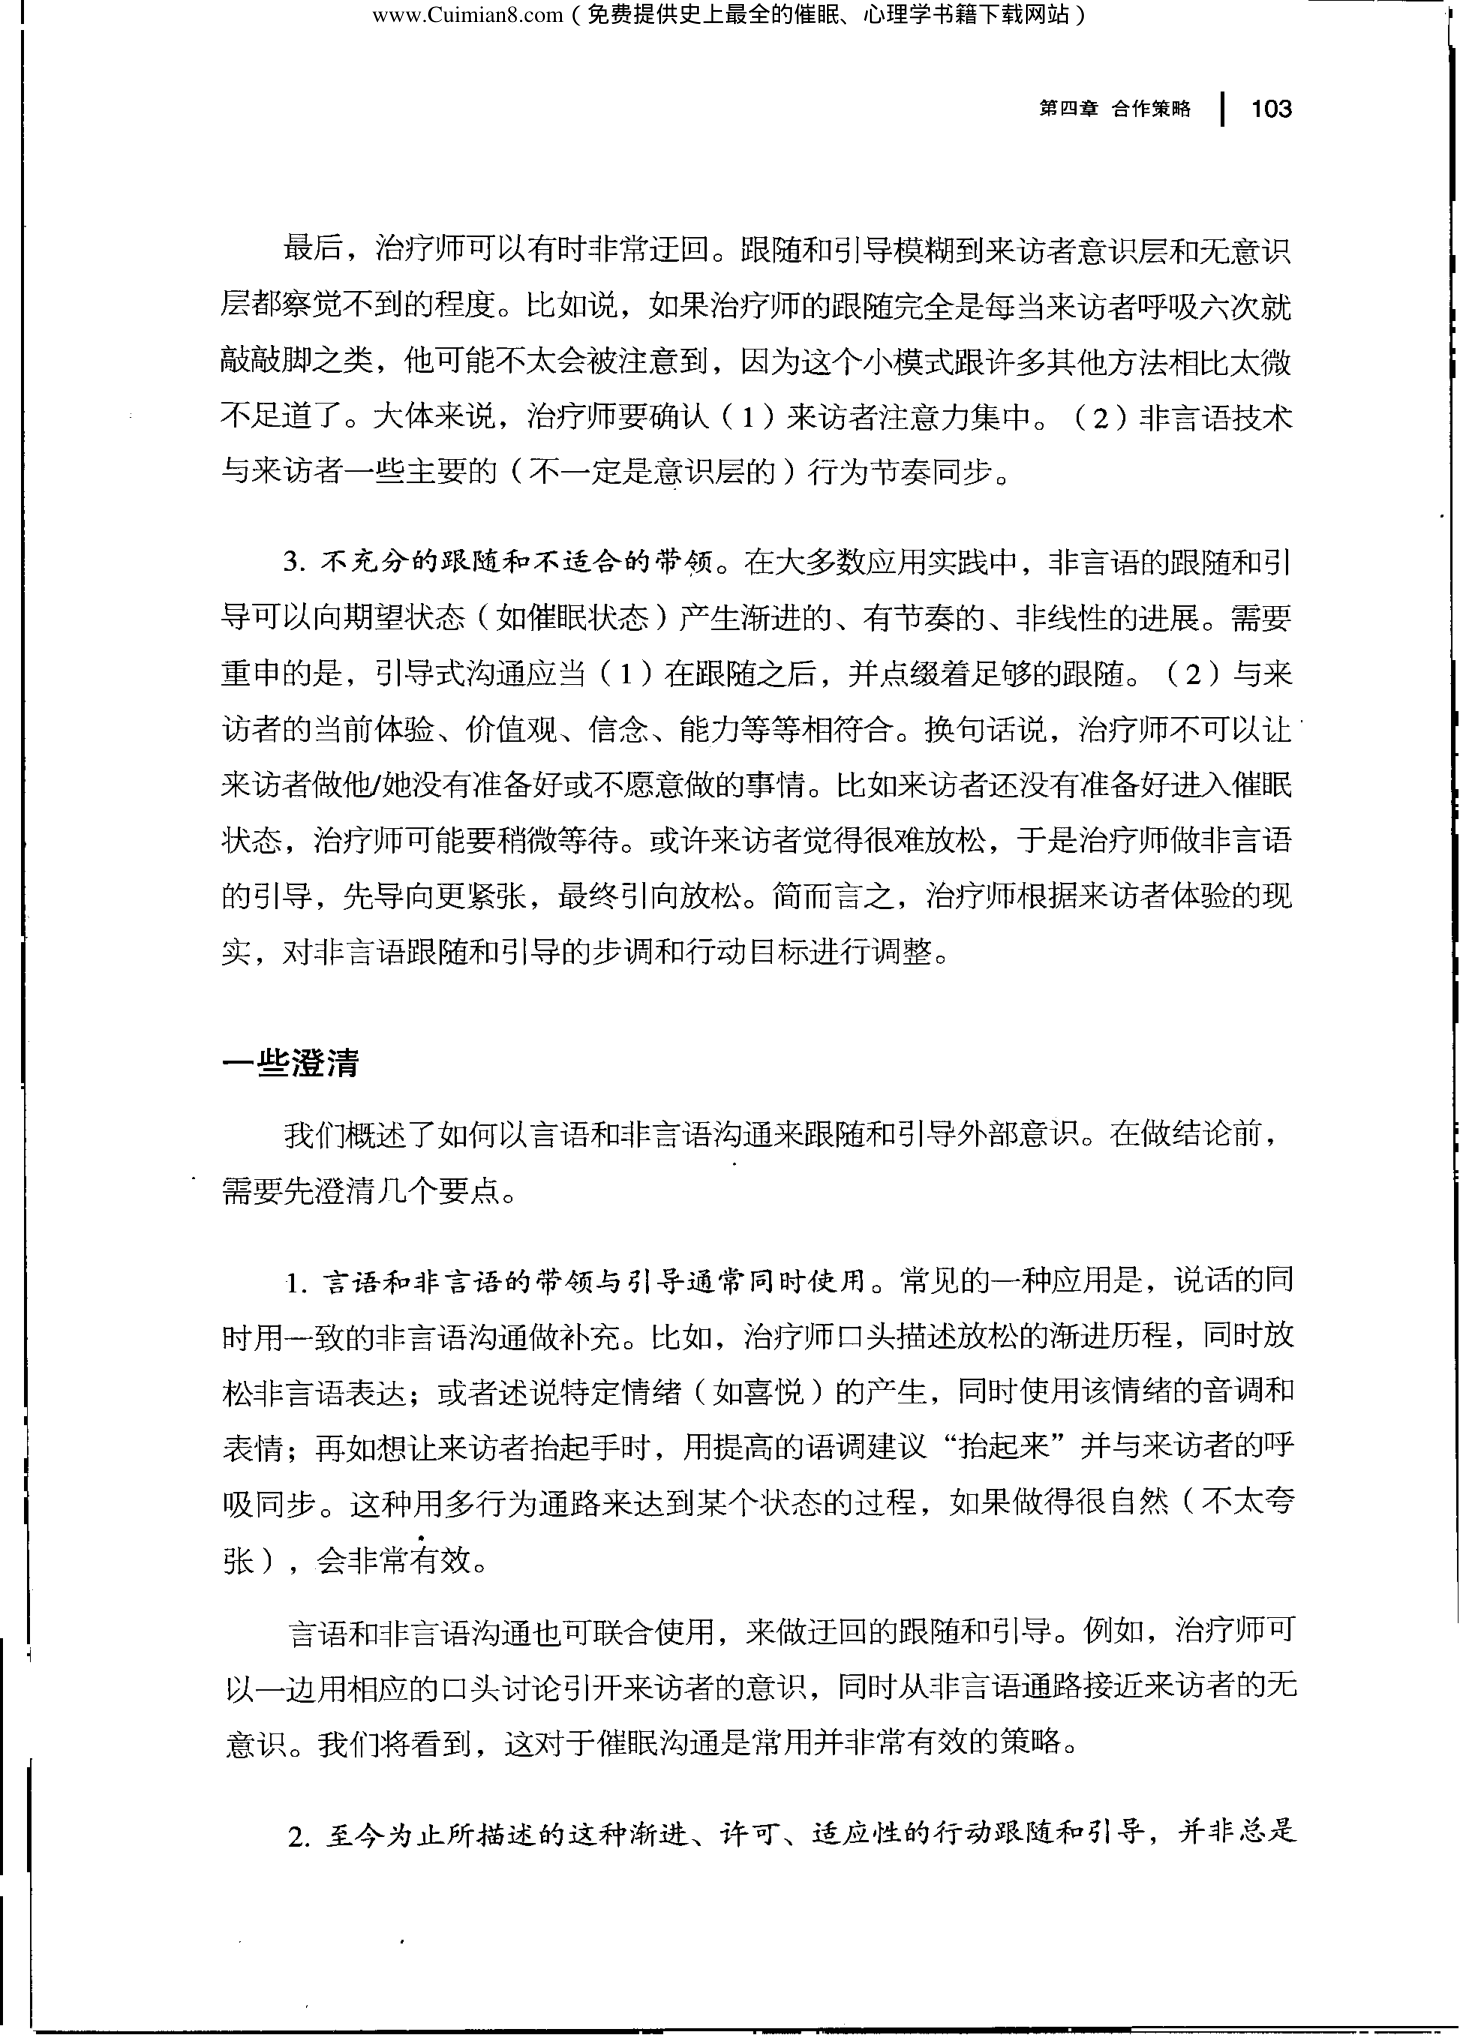 www.Cuimian8.com（免费提供史上最全的催眠、心理学书籍下载网站）
第四章 合作策略 | 103
最后，治疗师可以有时非常迂回。跟随和引导模糊到来访者意识层和无意识
层都察觉不到的程度。比如说，如果治疗师的跟随完全是每当来访者呼吸六次就
敲敲脚之类，他可能不太会被注意到，因为这个小模式跟许多其他方法相比太微
不足道了。大体来说，治疗师要确认（1）来访者注意力集中。（2）非言语技术
与来访者一些主要的（不一定是意识层的）行为节奏同步。
3. 不充分的跟随和不适合的带领。在大多数应用实践中，非言语的跟随和引
导可以向期望状态（如催眠状态）产生渐进的、有节奏的、非线性的进展。需要
重申的是，引导式沟通应当（1）在跟随之后，并点缀着足够的跟随。（2）与来
访者的当前体验、价值观、信念、能力等等相符合。换句话说，治疗师不可以让
来访者做他/她没有准备好或不愿意做的事情。比如来访者还没有准备好进入催眠
状态，治疗师可能要稍微等待。或许来访者觉得很难放松，于是治疗师做非言语
的引导，先导向更紧张，最终引向放松。简而言之，治疗师根据来访者体验的现
实，对非言语跟随和引导的步调和行动目标进行调整。
一些澄清
我们概述了如何以言语和非言语沟通来跟随和引导外部意识。在做结论前，
需要先澄清几个要点。
1. 言语和非言语的带领与引导通常同时使用。常见的一种应用是，说话的同
时用一致的非言语沟通做补充。比如，治疗师口头描述放松的渐进历程，同时放
松非言语表达；或者述说特定情绪（如喜悦）的产生，同时使用该情绪的音调和
表情；再如想让来访者抬起手时，用提高的语调建议“抬起来”并与来访者的呼
吸同步。这种用多行为通路来达到某个状态的过程，如果做得很自然（不太夸
张），会非常有效。
言语和非言语沟通也可联合使用，来做迂回的跟随和引导。例如，治疗师可
以一边用相应的口头讨论引开来访者的意识，同时从非言语通路接近来访者的无
意识。我们将看到，这对于催眠沟通是常用并非常有效的策略。
2. 至今为止所描述的这种渐进、许可、适应性的行动跟随和引导，并非总是